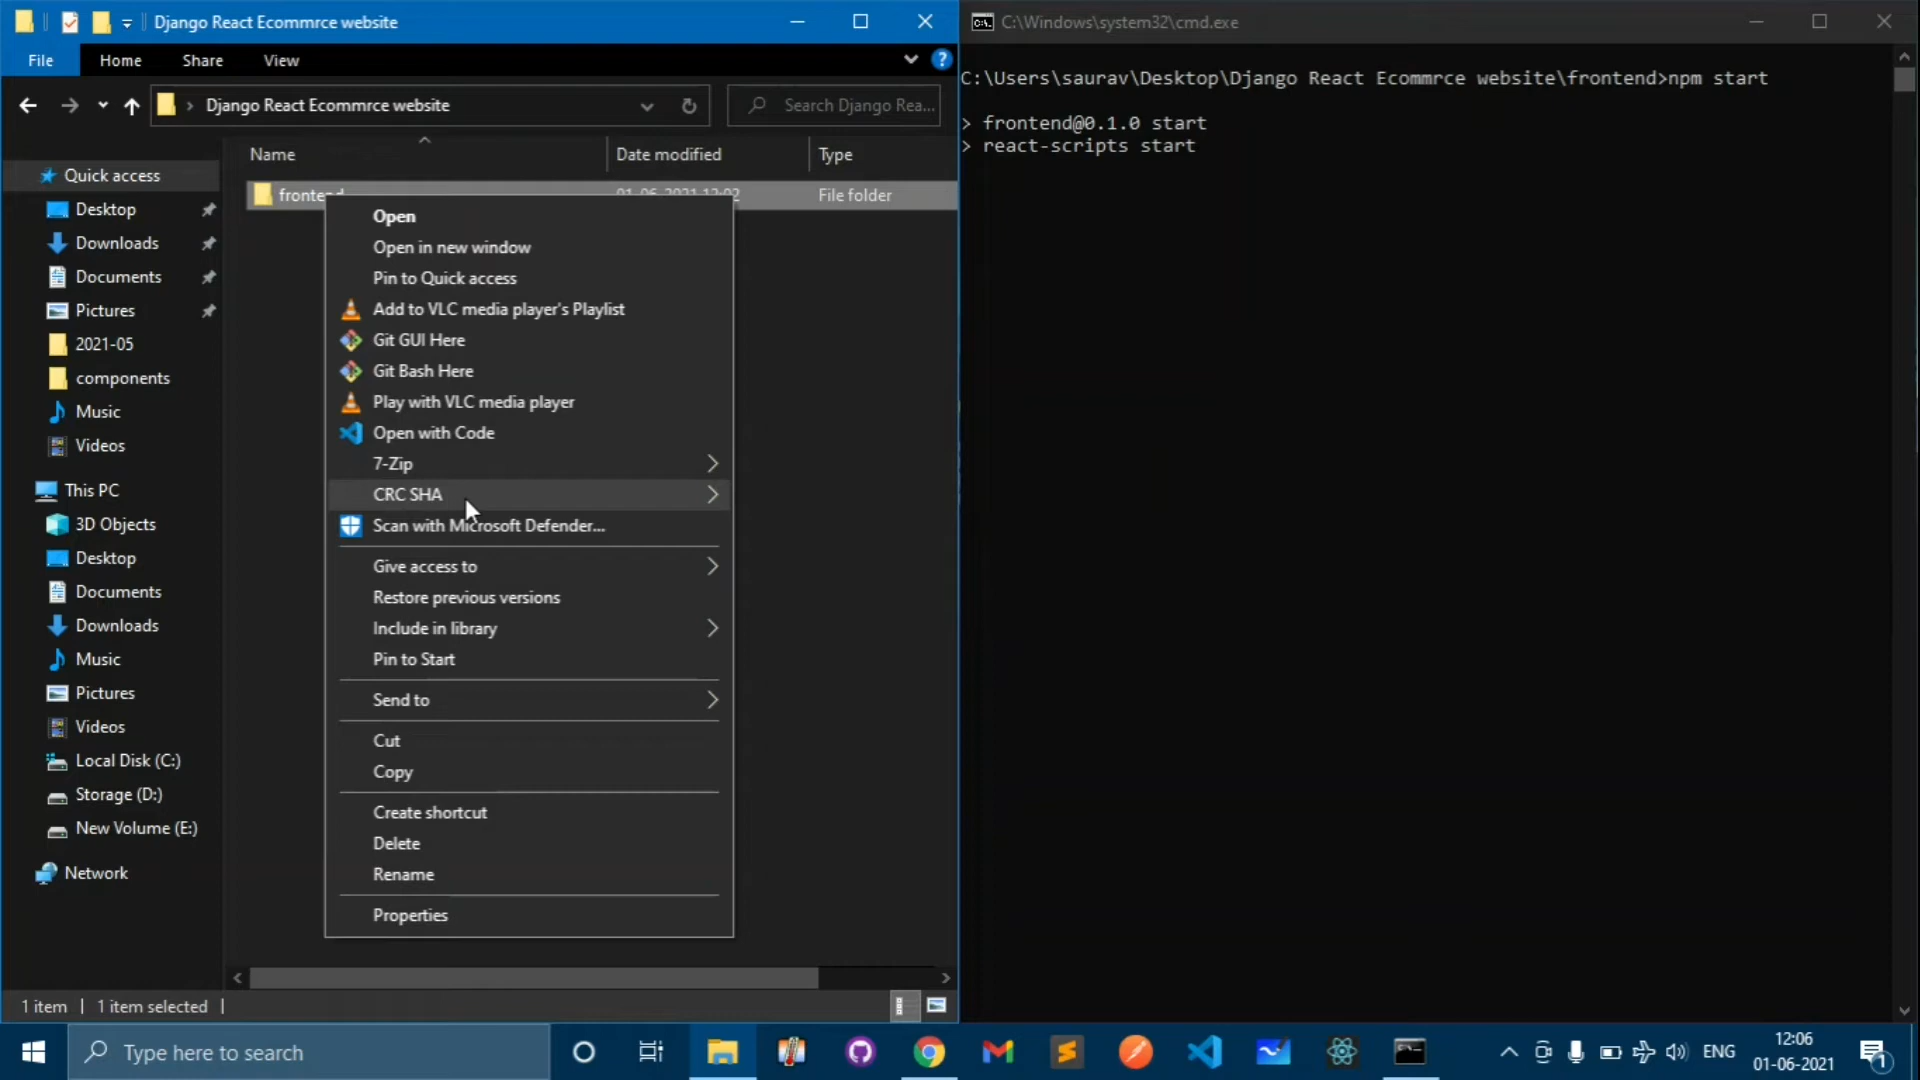 Django React Ecommrce website
File
Home
Share
View
Django React Ecommrce website
Search Django Rea...
Name
Date modified
Type
frontend
01-06-2021 12:02
File folder
Quick access
Desktop
Downloads
Documents
Pictures
2021-05
components
Music
Videos
This PC
3D Objects
Desktop
Documents
Downloads
Music
Pictures
Videos
Local Disk (C:)
Storage (D:)
New Volume (E:)
Network
Open
Open in new window
Pin to Quick access
Add to VLC media player's Playlist
Git GUI Here
Git Bash Here
Play with VLC media player
Open with Code
7-Zip
CRC SHA
Scan with Microsoft Defender...
Give access to
Restore previous versions
Include in library
Pin to Start
Send to
Cut
Copy
Create shortcut
Delete
Rename
Properties
1 item
1 item selected
C:\Windows\system32\cmd.exe
C:\Users\saurav\Desktop\Django React Ecommrce website\frontend>npm start
> frontend@0.1.0 start
> react-scripts start
Type here to search
ENG
12:06
01-06-2021
1